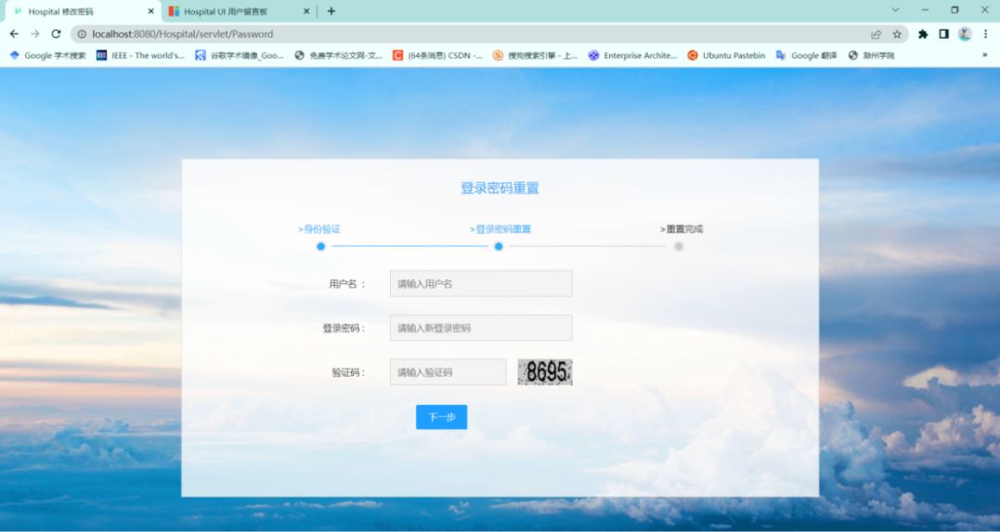 Hospital 修改密码
Hospital UI 用户留言板
localhost:8080/Hospital/servlet/Password
Google 学术搜索
IEEE - The world's...
谷歌学术镜像_Goo...
免费学术论文网-文...
(64条消息) CSDN -...
搜狗搜索引擎 - 上...
Enterprise Archite...
Ubuntu Pastebin
Google 翻译
滁州学院
»
登录密码重置
>身份验证
>登录密码重置
>重置完成
用户名 : 请输入用户名
登录密码 : 请输入新登录密码
验证码 : 请输入验证码 8695
下一步